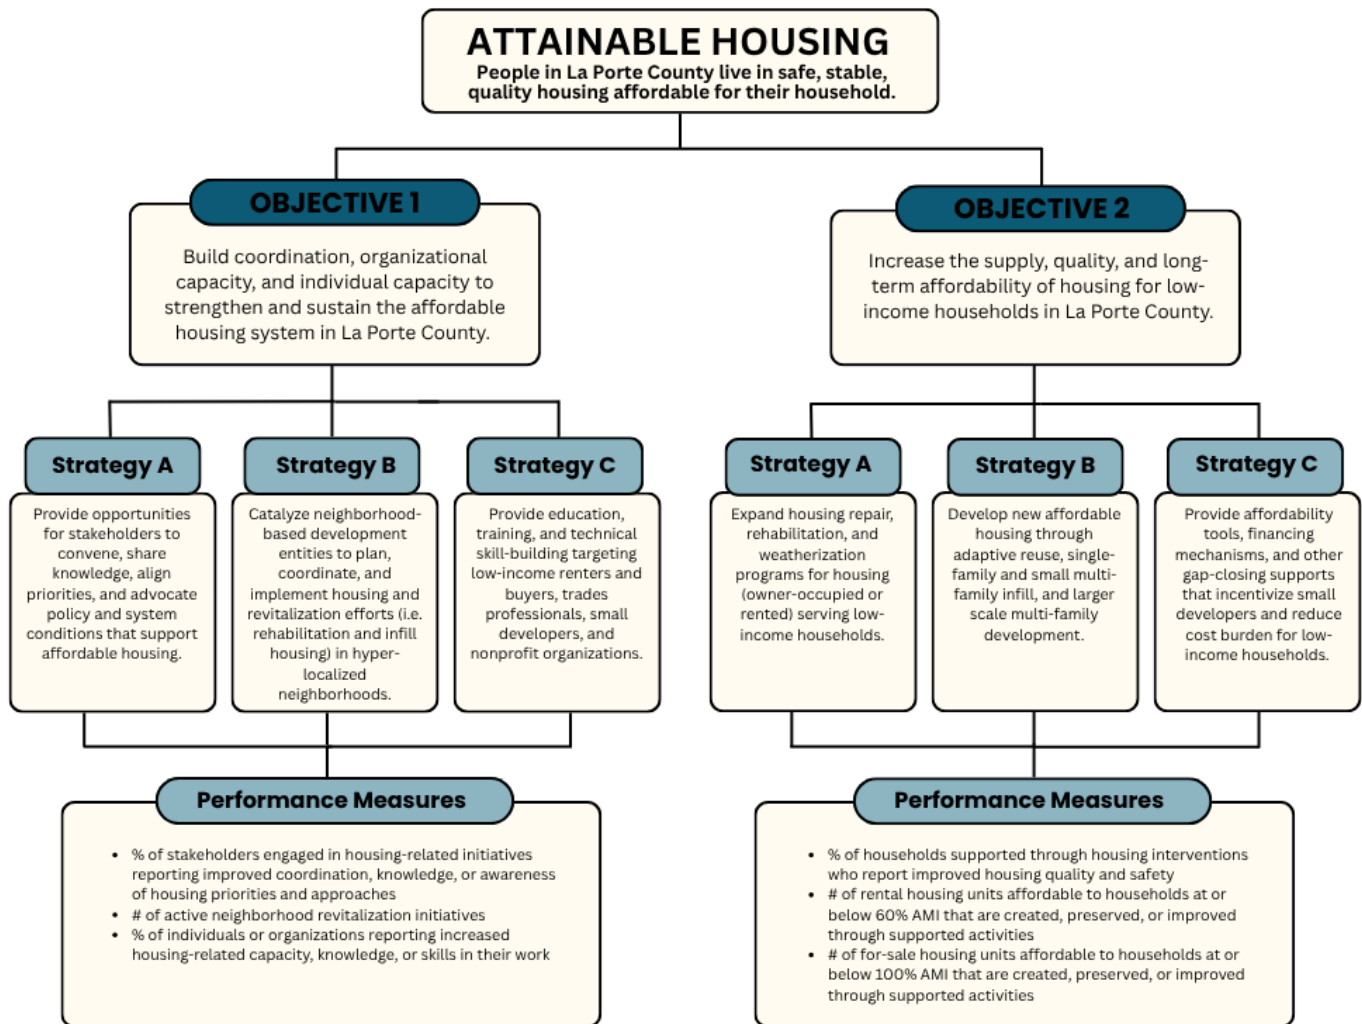 ATTAINABLE HOUSING
People in La Porte County live in safe, stable,
quality housing affordable for their household.
OBJECTIVE 1
Build coordination, organizational
capacity, and individual capacity to
strengthen and sustain the affordable
housing system in La Porte County.
Strategy A
Provide opportunities
for stakeholders to
convene, share
knowledge, align
priorities, and advocate
policy and system
conditions that support
affordable housing.
Strategy B
Catalyze neighborhood-
based development
entities to plan,
coordinate, and
implement housing and
revitalization efforts (i.e.
rehabilitation and infill
housing) in hyper-
localized
neighborhoods.
Strategy C
Provide education,
training, and technical
skill-building targeting
low-income renters and
buyers, trades
professionals, small
developers, and
nonprofit organizations.
Performance Measures
• % of stakeholders engaged in housing-related initiatives
reporting improved coordination, knowledge, or awareness
of housing priorities and approaches
• # of active neighborhood revitalization initiatives
• % of individuals or organizations reporting increased
housing-related capacity, knowledge, or skills in their work
OBJECTIVE 2
Increase the supply, quality, and long-
term affordability of housing for low-
income households in La Porte County.
Strategy A
Expand housing repair,
rehabilitation, and
weatherization
programs for housing
(owner-occupied or
rented) serving low-
income households.
Strategy B
Develop new affordable
housing through
adaptive reuse, single-
family and small multi-
family infill, and larger
scale multi-family
development.
Strategy C
Provide affordability
tools, financing
mechanisms, and other
gap-closing supports
that incentivize small
developers and reduce
cost burden for low-
income households.
Performance Measures
• % of households supported through housing interventions
who report improved housing quality and safety
• # of rental housing units affordable to households at or
below 60% AMI that are created, preserved, or improved
through supported activities
• # of for-sale housing units affordable to households at or
below 100% AMI that are created, preserved, or improved
through supported activities